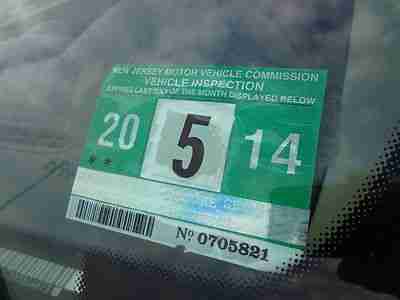 NEW JERSEY MOTOR VEHICLE COMMISSION
VEHICLE INSPECTION
EXPIRES LAST DAY OF THE MONTH DISPLAYED BELOW
20 5 14
No 0705821